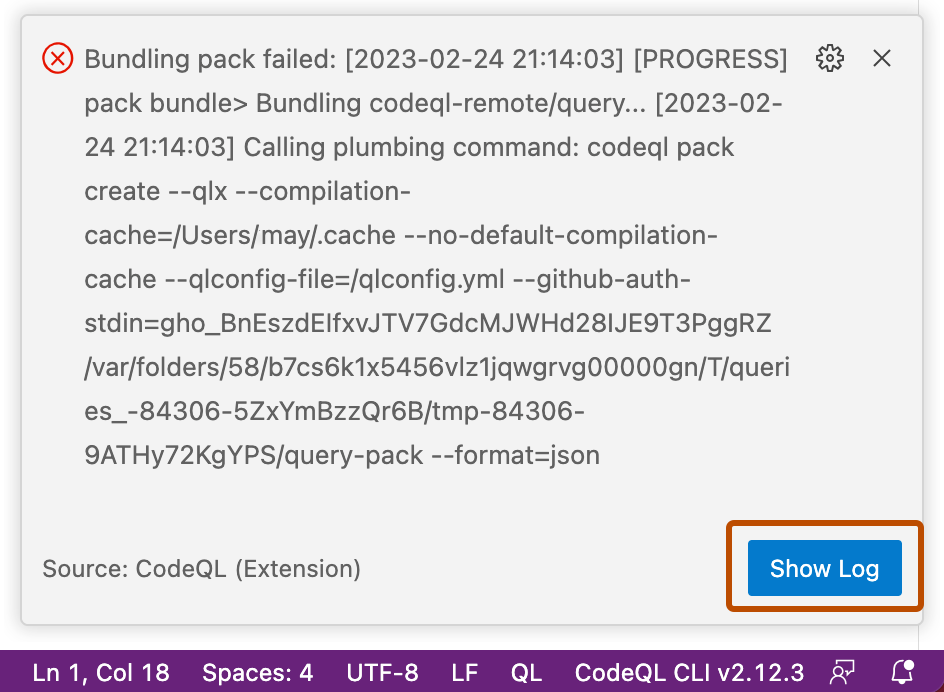 Bundling pack failed: [2023-02-24 21:14:03] [PROGRESS]
pack bundle> Bundling codeql-remote/query... [2023-02-
24 21:14:03] Calling plumbing command: codeql pack
create --qlx --compilation-
cache=/Users/may/.cache --no-default-compilation-
cache --qlconfig-file=/qlconfig.yml --github-auth-
stdin=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
/var/folders/58/b7cs6k1x5456vlz1jqwgrvg00000gn/T/queri
es_-84306-5ZxYmBzzQr6B/tmp-84306-
9ATHy72KgYPS/query-pack --format=json
Source: CodeQL (Extension)
Show Log
Ln 1, Col 18 Spaces: 4 UTF-8 LF QL CodeQL CLI v2.12.3